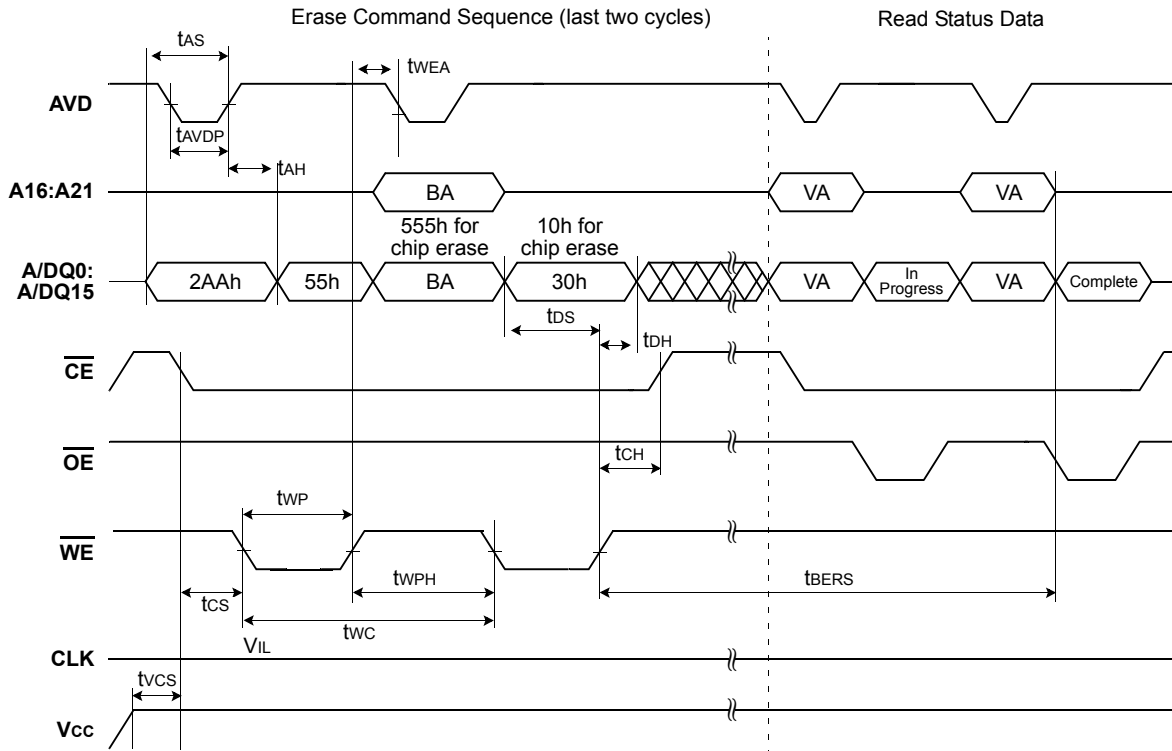 Erase Command Sequence (last two cycles)
Read Status Data
tAS
tWEA
AVD
tAVDP
tAH
A16:A21
BA
VA
VA
555h for
chip erase
10h for
chip erase
A/DQ0:
A/DQ15
2AAh
55h
BA
30h
VA
In
Progress
VA
Complete
tDS
tDH
CE
OE
tCH
tWP
WE
tWPH
tBERS
tCS
tWC
VIL
CLK
tVCS
Vcc